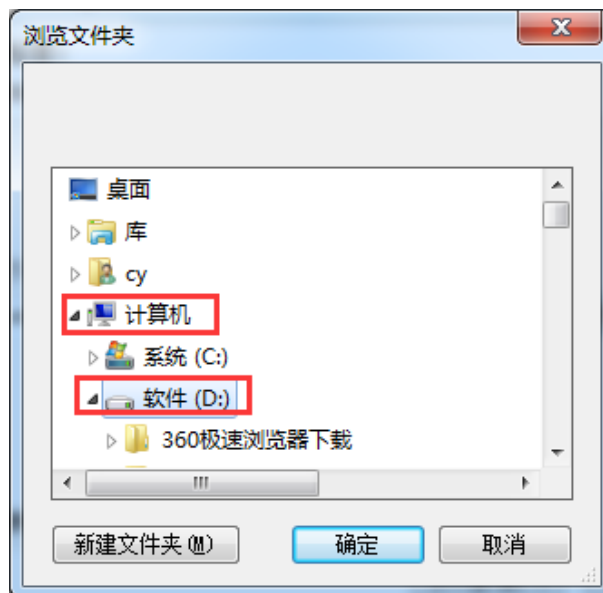 浏览文件夹
桌面
库
cy
计算机
系统 (C:)
软件 (D:)
360极速浏览器下载
新建文件夹(M) 确定 取消